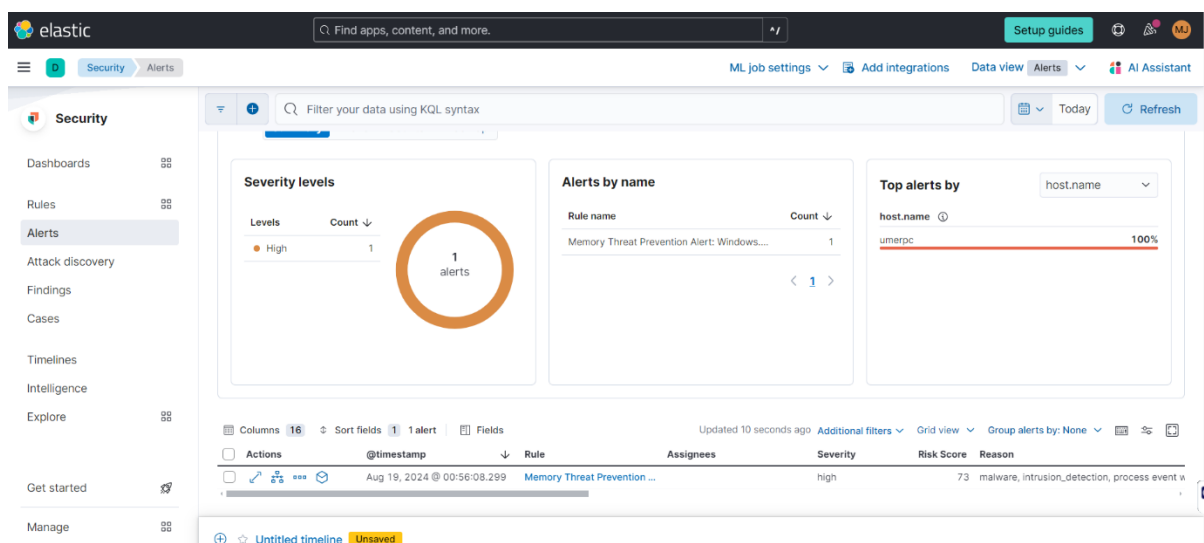 elastic
Find apps, content, and more.
^/
Setup guides
MJ
D
Security
Alerts
ML job settings
Add integrations
Data view Alerts
AI Assistant
Security
Filter your data using KQL syntax
Today
Refresh
Dashboards
Rules
Alerts
Attack discovery
Findings
Cases
Timelines
Intelligence
Explore
Get started
Manage
Severity levels
Levels Count
High 1
1
alerts
Alerts by name
Rule name Count
Memory Threat Prevention Alert: Windows.... 1
1
Top alerts by host.name
host.name
umerpc 100%
Columns 16 Sort fields 1 1 alert Fields Updated 10 seconds ago Additional filters Grid view Group alerts by: None
Actions @timestamp Rule Assignees Severity Risk Score Reason
Aug 19, 2024 @ 00:56:08.299 Memory Threat Prevention ... high 73 malware, intrusion_detection, process event w
Untitled timeline Unsaved